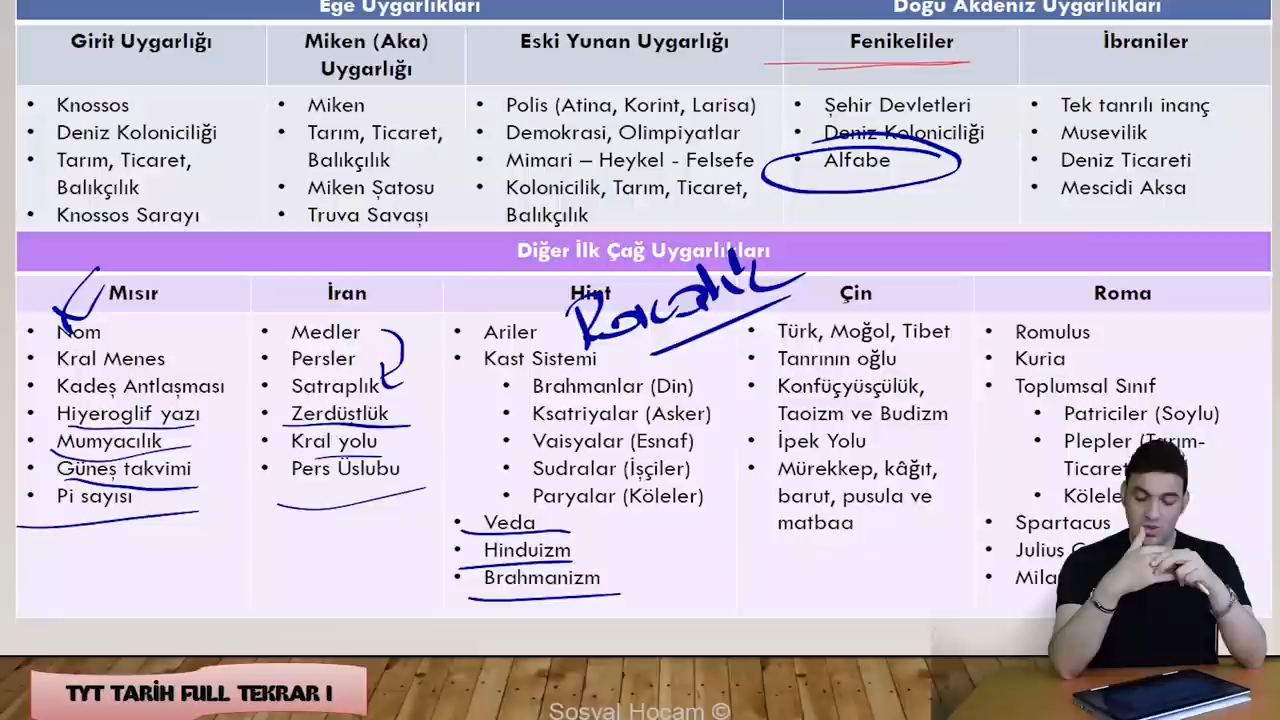 Ege Uygarlıkları
Doğu Akdeniz Uygarlıkları
Girit Uygarlığı
Miken (Aka)
Uygarlığı
Eski Yunan Uygarlığı
Fenikeliler
İbraniler
• Knossos
• Deniz Koloniciliği
• Tarım, Ticaret,
Balıkçılık
• Knossos Sarayı
• Miken
• Tarım, Ticaret,
Balıkçılık
• Miken Şatosu
• Truva Savaşı
• Polis (Atina, Korint, Larisa)
• Demokrasi, Olimpiyatlar
• Mimari – Heykel - Felsefe
• Kolonicilik, Tarım, Ticaret,
Balıkçılık
• Şehir Devletleri
• Deniz Koloniciliği
• Alfabe
• Tek tanrılı inanç
• Musevilik
• Deniz Ticareti
• Mescidi Aksa
Diğer İlk Çağ Uygarlıkları
Mısır
İran
Hint
Çin
Roma
• Nom
• Kral Menes
• Kadeş Antlaşması
• Hiyeroglif yazı
• Mumyacılık
• Güneş takvimi
• Pi sayısı
• Medler
• Persler
• Satraplık
• Zerdüştlük
• Kral yolu
• Pers Üslubu
Racalık
• Ariler
• Kast Sistemi
• Brahmanlar (Din)
• Ksatriyalar (Asker)
• Vaisyalar (Esnaf)
• Sudralar (İşçiler)
• Paryalar (Köleler)
• Veda
• Hinduizm
• Brahmanizm
• Türk, Moğol, Tibet
• Tanrının oğlu
• Konfüçyüsçülük,
Taoizm ve Budizm
• İpek Yolu
• Mürekkep, kâğıt,
barut, pusula ve
matbaa
• Romulus
• Kuria
• Toplumsal Sınıf
• Patriciler (Soylu)
• Plepler (Tarım-
Ticaret
• Kölele
• Spartacus
• Julius
• Mila
TYT TARİH FULL TEKRAR I
Sosyal Hocam ©